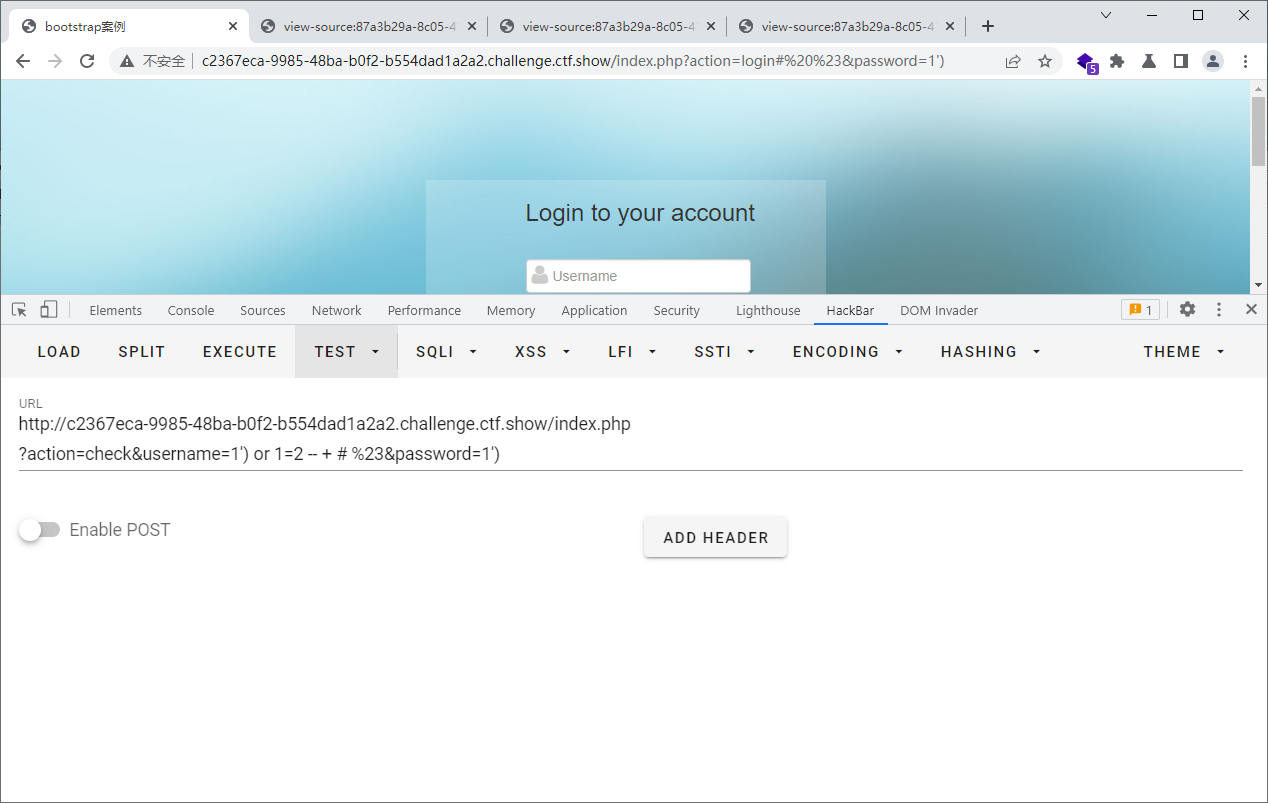 bootstrap案例
view-source:87a3b29a-8c05-4
view-source:87a3b29a-8c05-4
view-source:87a3b29a-8c05-4
不安全
c2367eca-9985-48ba-b0f2-b554dad1a2a2.challenge.ctf.show/index.php?action=login#%20%23&password=1')
5
Login to your account
Username
Elements Console Sources Network Performance Memory Application Security Lighthouse HackBar DOM Invader 1
LOAD SPLIT EXECUTE TEST SQLI XSS LFI SSTI ENCODING HASHING THEME
URL
http://c2367eca-9985-48ba-b0f2-b554dad1a2a2.challenge.ctf.show/index.php
?action=check&username=1') or 1=2 -- + # %23&password=1')
Enable POST
ADD HEADER